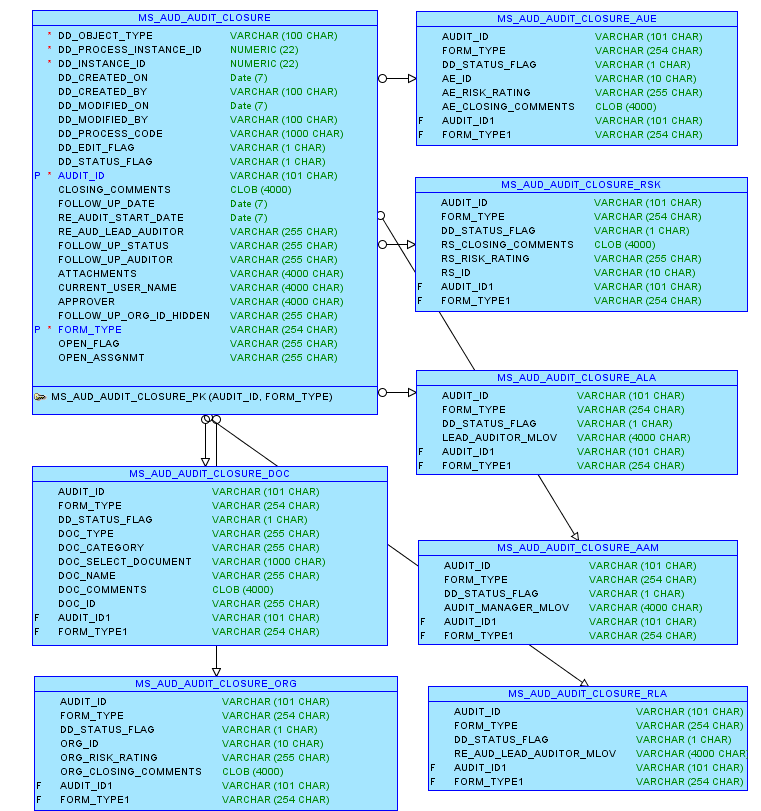 MS_AUD_AUDIT_CLOSURE
* DD_OBJECT_TYPE VARCHAR (100 CHAR)
* DD_PROCESS_INSTANCE_ID NUMERIC (22)
* DD_INSTANCE_ID NUMERIC (22)
DD_CREATED_ON Date (7)
DD_CREATED_BY VARCHAR (100 CHAR)
DD_MODIFIED_ON Date (7)
DD_MODIFIED_BY VARCHAR (100 CHAR)
DD_PROCESS_CODE VARCHAR (1000 CHAR)
DD_EDIT_FLAG VARCHAR (1 CHAR)
DD_STATUS_FLAG VARCHAR (1 CHAR)
P * AUDIT_ID VARCHAR (101 CHAR)
CLOSING_COMMENTS CLOB (4000)
FOLLOW_UP_DATE Date (7)
RE_AUDIT_START_DATE Date (7)
RE_AUD_LEAD_AUDITOR VARCHAR (255 CHAR)
FOLLOW_UP_STATUS VARCHAR (255 CHAR)
FOLLOW_UP_AUDITOR VARCHAR (255 CHAR)
ATTACHMENTS VARCHAR (4000 CHAR)
CURRENT_USER_NAME VARCHAR (4000 CHAR)
APPROVER VARCHAR (4000 CHAR)
FOLLOW_UP_ORG_ID_HIDDEN VARCHAR (255 CHAR)
P * FORM_TYPE VARCHAR (254 CHAR)
OPEN_FLAG VARCHAR (255 CHAR)
OPEN_ASSGNMT VARCHAR (255 CHAR)
MS_AUD_AUDIT_CLOSURE_PK (AUDIT_ID, FORM_TYPE)
MS_AUD_AUDIT_CLOSURE_AUE
AUDIT_ID VARCHAR (101 CHAR)
FORM_TYPE VARCHAR (254 CHAR)
DD_STATUS_FLAG VARCHAR (1 CHAR)
AE_ID VARCHAR (10 CHAR)
AE_RISK_RATING VARCHAR (255 CHAR)
AE_CLOSING_COMMENTS CLOB (4000)
F AUDIT_ID1 VARCHAR (101 CHAR)
F FORM_TYPE1 VARCHAR (254 CHAR)
MS_AUD_AUDIT_CLOSURE_RSK
AUDIT_ID VARCHAR (101 CHAR)
FORM_TYPE VARCHAR (254 CHAR)
DD_STATUS_FLAG VARCHAR (1 CHAR)
RS_CLOSING_COMMENTS CLOB (4000)
RS_RISK_RATING VARCHAR (255 CHAR)
RS_ID VARCHAR (10 CHAR)
F AUDIT_ID1 VARCHAR (101 CHAR)
F FORM_TYPE1 VARCHAR (254 CHAR)
MS_AUD_AUDIT_CLOSURE_ALA
AUDIT_ID VARCHAR (101 CHAR)
FORM_TYPE VARCHAR (254 CHAR)
DD_STATUS_FLAG VARCHAR (1 CHAR)
LEAD_AUDITOR_MLOV VARCHAR (4000 CHAR)
F AUDIT_ID1 VARCHAR (101 CHAR)
F FORM_TYPE1 VARCHAR (254 CHAR)
MS_AUD_AUDIT_CLOSURE_DOC
AUDIT_ID VARCHAR (101 CHAR)
FORM_TYPE VARCHAR (254 CHAR)
DD_STATUS_FLAG VARCHAR (1 CHAR)
DOC_TYPE VARCHAR (255 CHAR)
DOC_CATEGORY VARCHAR (255 CHAR)
DOC_SELECT_DOCUMENT VARCHAR (1000 CHAR)
DOC_NAME VARCHAR (255 CHAR)
DOC_COMMENTS CLOB (4000)
DOC_ID VARCHAR (255 CHAR)
F AUDIT_ID1 VARCHAR (101 CHAR)
F FORM_TYPE1 VARCHAR (254 CHAR)
MS_AUD_AUDIT_CLOSURE_AAM
AUDIT_ID VARCHAR (101 CHAR)
FORM_TYPE VARCHAR (254 CHAR)
DD_STATUS_FLAG VARCHAR (1 CHAR)
AUDIT_MANAGER_MLOV VARCHAR (4000 CHAR)
F AUDIT_ID1 VARCHAR (101 CHAR)
F FORM_TYPE1 VARCHAR (254 CHAR)
MS_AUD_AUDIT_CLOSURE_ORG
AUDIT_ID VARCHAR (101 CHAR)
FORM_TYPE VARCHAR (254 CHAR)
DD_STATUS_FLAG VARCHAR (1 CHAR)
ORG_ID VARCHAR (10 CHAR)
ORG_RISK_RATING VARCHAR (255 CHAR)
ORG_CLOSING_COMMENTS CLOB (4000)
F AUDIT_ID1 VARCHAR (101 CHAR)
F FORM_TYPE1 VARCHAR (254 CHAR)
MS_AUD_AUDIT_CLOSURE_RLA
AUDIT_ID VARCHAR (101 CHAR)
FORM_TYPE VARCHAR (254 CHAR)
DD_STATUS_FLAG VARCHAR (1 CHAR)
RE_AUD_LEAD_AUDITOR_MLOV VARCHAR (4000 CHAR
F AUDIT_ID1 VARCHAR (101 CHAR)
F FORM_TYPE1 VARCHAR (254 CHAR)